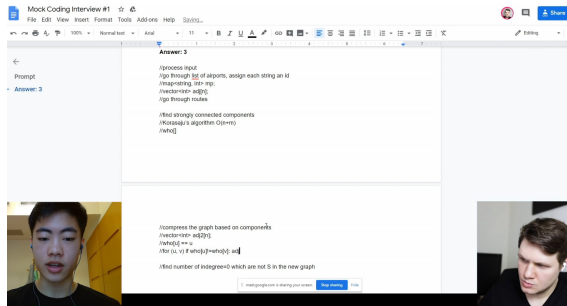 Mock Coding Interview #1
File Edit View Insert Format Tools Add-ons Help Saving...
Share
100% Normal text Arial 11 B I U A Editing
Answer: 3
//process input
//go through list of airports, assign each string an id
//map<string, int> mp;
//vector<int> adj[n];
//go through routes
Prompt
Answer: 3
//find strongly connected components
//Korasaju's algorithm O(n+m)
//who[]
//compress the graph based on components
//vector<int> adj2[n];
//who[u] == u
//for (u, v) if who[u]!=who[v]: ad
//find number of indegree=0 which are not S in the new graph
meet.google.com is sharing your screen. Stop sharing Hide